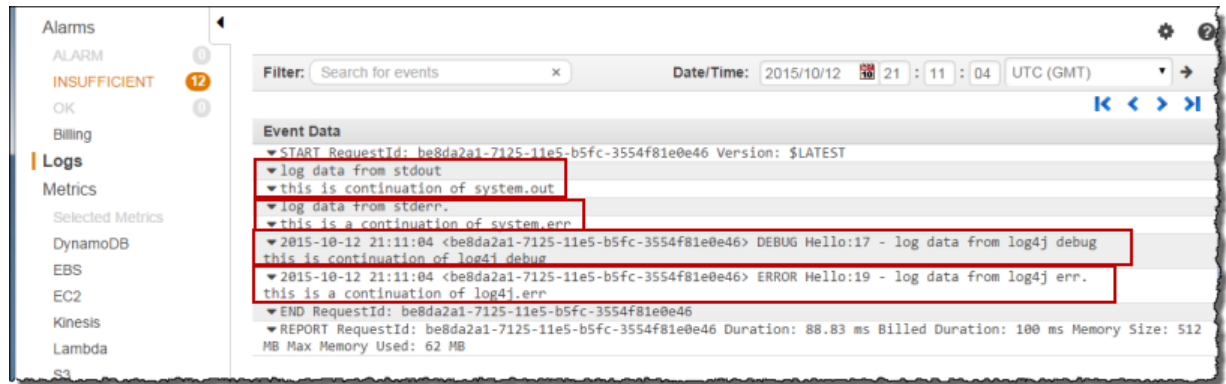 Alarms
ALARM 0
INSUFFICIENT 12
OK 0
Billing
Logs
Metrics
Selected Metrics
DynamoDB
EBS
EC2
Kinesis
Lambda
S3
Filter: Search for events × Date/Time: 2015/10/12 10 21 : 11 : 04 UTC (GMT)
Event Data
START RequestId: be8da2a1-7125-11e5-b5fc-3554f81e0e46 Version: $LATEST
log data from stdout
this is continuation of system.out
log data from stderr.
this is a continuation of system.err
2015-10-12 21:11:04 <be8da2a1-7125-11e5-b5fc-3554f81e0e46> DEBUG Hello:17 - log data from log4j debug
this is continuation of log4j debug
2015-10-12 21:11:04 <be8da2a1-7125-11e5-b5fc-3554f81e0e46> ERROR Hello:19 - log data from log4j err.
this is a continuation of log4j.err
END RequestId: be8da2a1-7125-11e5-b5fc-3554f81e0e46
REPORT RequestId: be8da2a1-7125-11e5-b5fc-3554f81e0e46 Duration: 88.83 ms Billed Duration: 100 ms Memory Size: 512
MB Max Memory Used: 62 MB